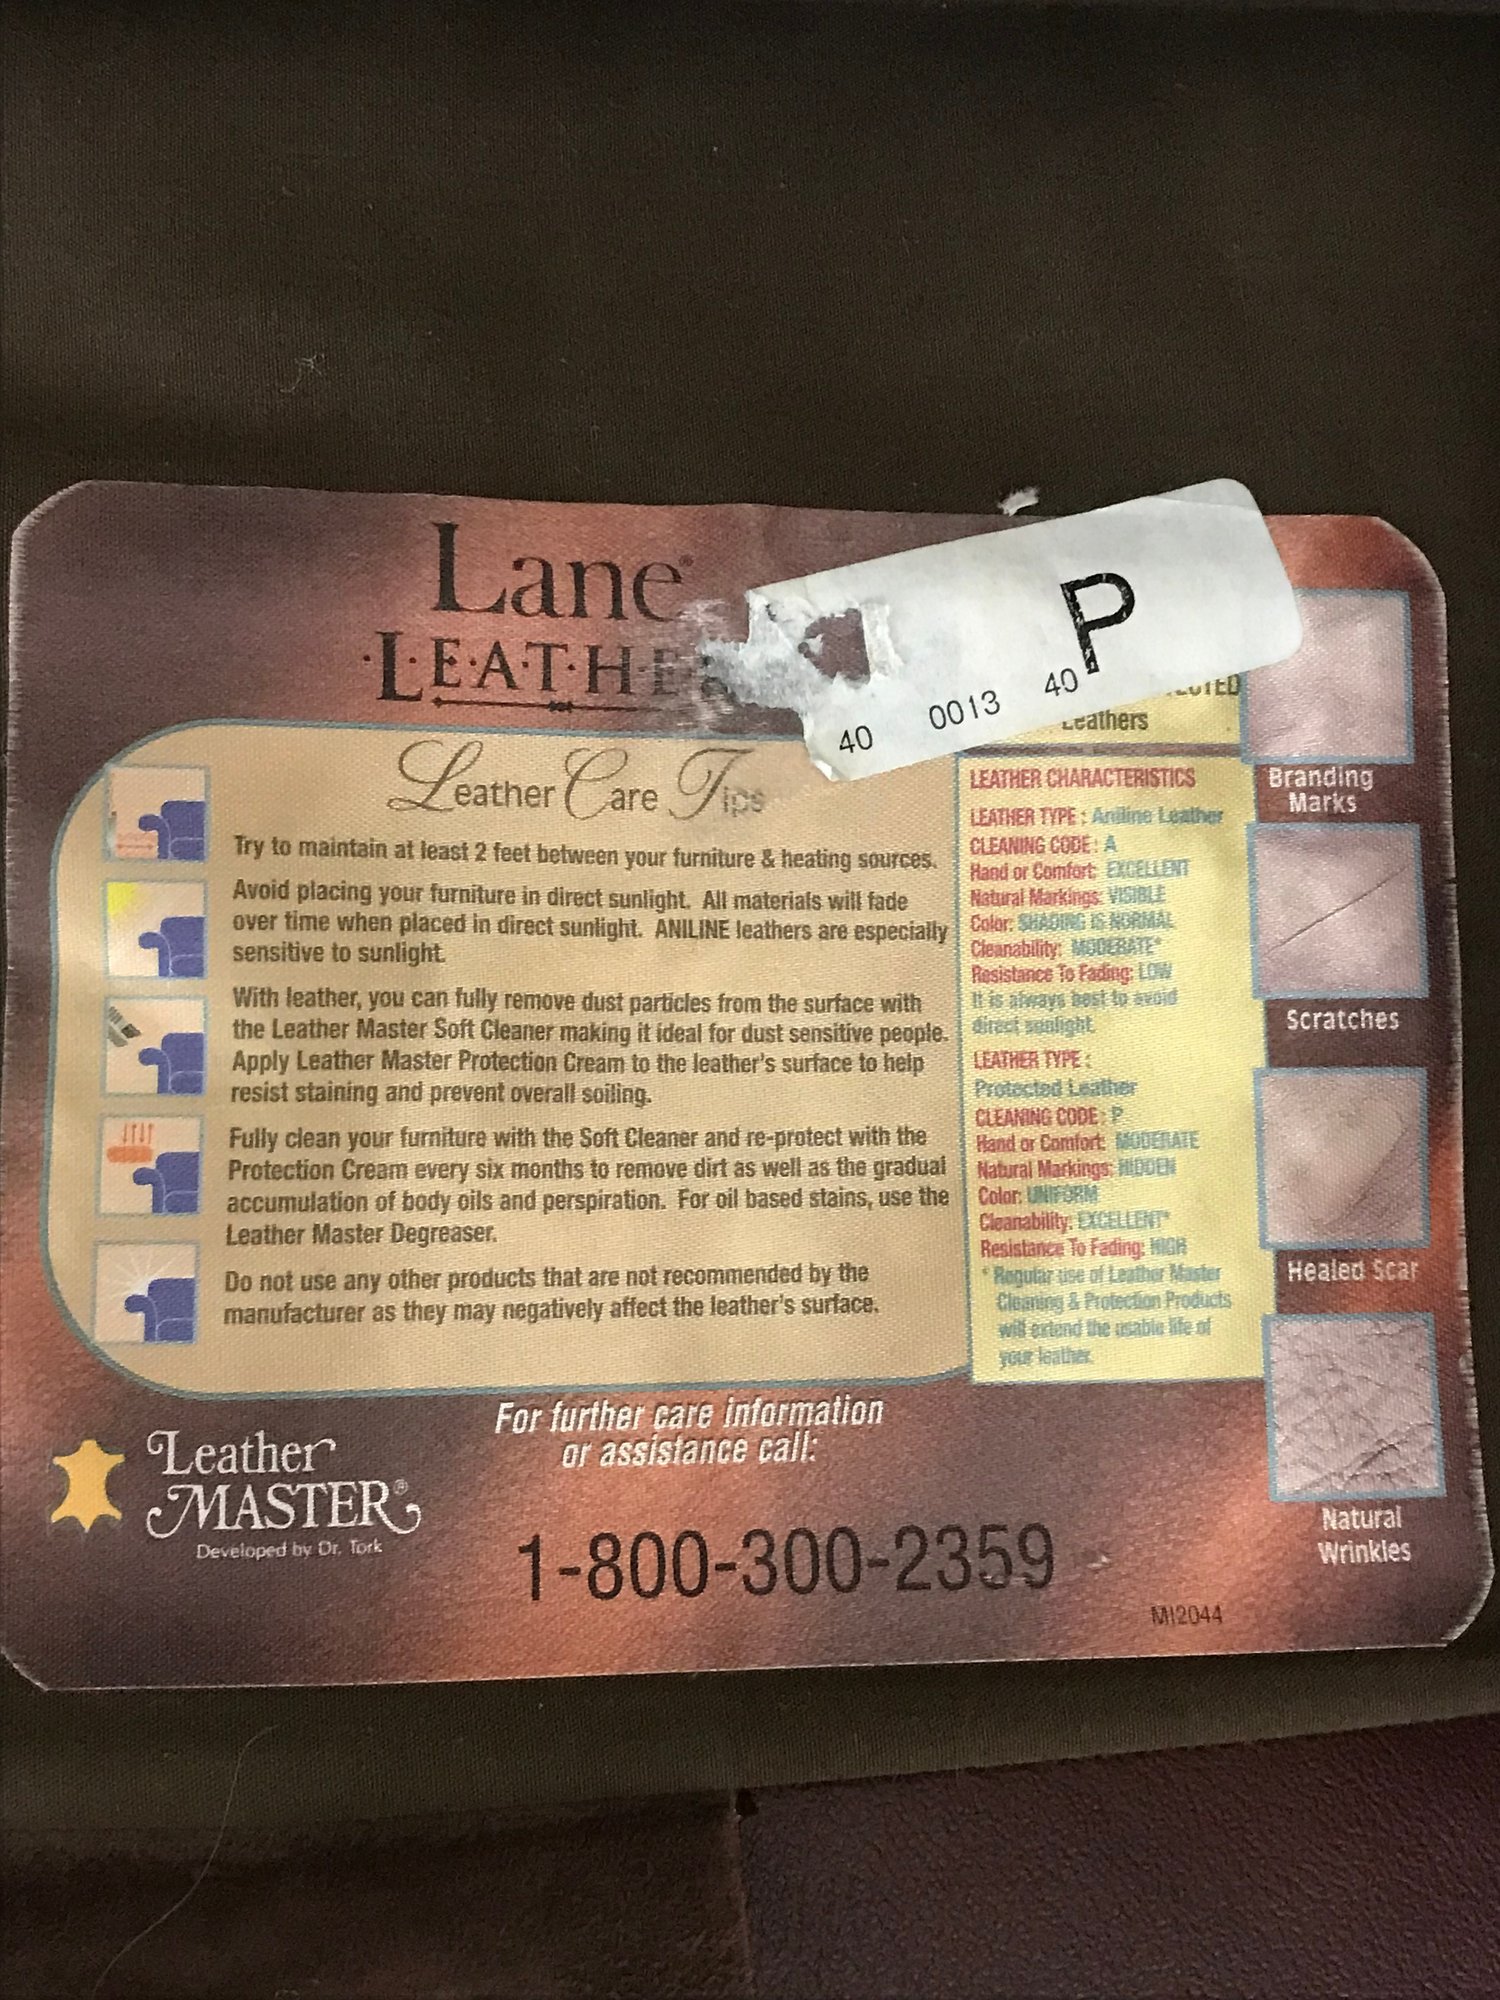 Lane®
LEATHER
P
40 0013 40
Leathers
Leather Care Tips
Try to maintain at least 2 feet between your furniture & heating sources.
Avoid placing your furniture in direct sunlight. All materials will fade
over time when placed in direct sunlight. ANILINE leathers are especially
sensitive to sunlight.
With leather, you can fully remove dust particles from the surface with
the Leather Master Soft Cleaner making it ideal for dust sensitive people.
Apply Leather Master Protection Cream to the leather's surface to help
resist staining and prevent overall soiling.
Fully clean your furniture with the Soft Cleaner and re-protect with the
Protection Cream every six months to remove dirt as well as the gradual
accumulation of body oils and perspiration. For oil based stains, use the
Leather Master Degreaser.
Do not use any other products that are not recommended by the
manufacturer as they may negatively affect the leather's surface.
LEATHER CHARACTERISTICS
LEATHER TYPE : Aniline Leather
CLEANING CODE : A
Hand or Comfort: EXCELLENT
Natural Markings: VISIBLE
Color: SHADING IS NORMAL
Cleanability: MODERATE*
Resistance To Fading: LOW
It is always best to avoid
direct sunlight.
LEATHER TYPE :
Protected Leather
CLEANING CODE : P
Hand or Comfort: MODERATE
Natural Markings: HIDDEN
Color: UNIFORM
Cleanability: EXCELLENT*
Resistance To Fading: HIGH
* Regular use of Leather Master
Cleaning & Protection Products
will extend the usable life of
your leather.
Branding
Marks
Scratches
Healed Scar
Natural
Wrinkles
Leather
MASTER®
Developed by Dr. Tork
For further care information
or assistance call:
1-800-300-2359
MI2044